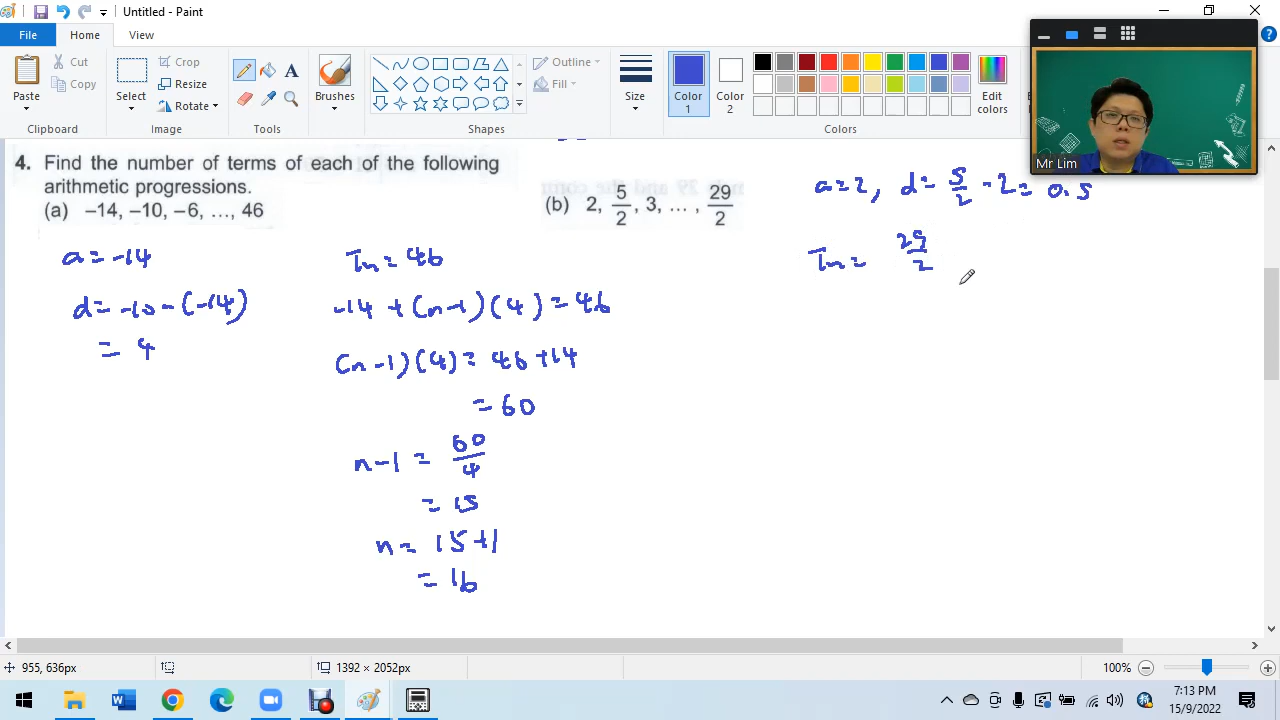 Untitled - Paint
File
Home
View
Paste
Cut
Copy
Clipboard
Select
Crop
Resize
Rotate
Image
A
Tools
Brushes
Shapes
Outline
Fill
Size
Color 1
Color 2
Edit colors
Colors
Mr Lim
4. Find the number of terms of each of the following
arithmetic progressions.
(a) –14, –10, –6, ..., 46
(b) 2, 5/2, 3, ... , 29/2
a = -14
d = -10 - (-14)
= 4
Tn = 46
-14 + (n-1)(4) = 46
(n-1)(4) = 46 + 14
= 60
n-1 = 60/4
= 15
n = 15+1
= 16
a = 2, d = 5/2 - 2 = 0.5
Tn = 29/2
955, 636px
1392 × 2052px
100%
7:13 PM
15/9/2022